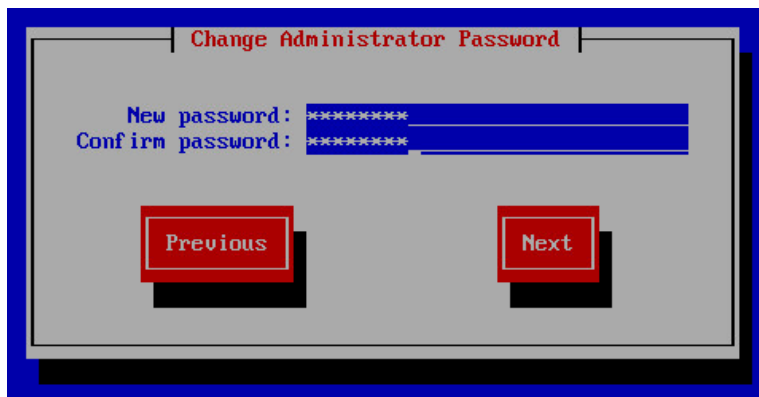 Change Administrator Password
New password: ********
Confirm password: ********
Previous
Next